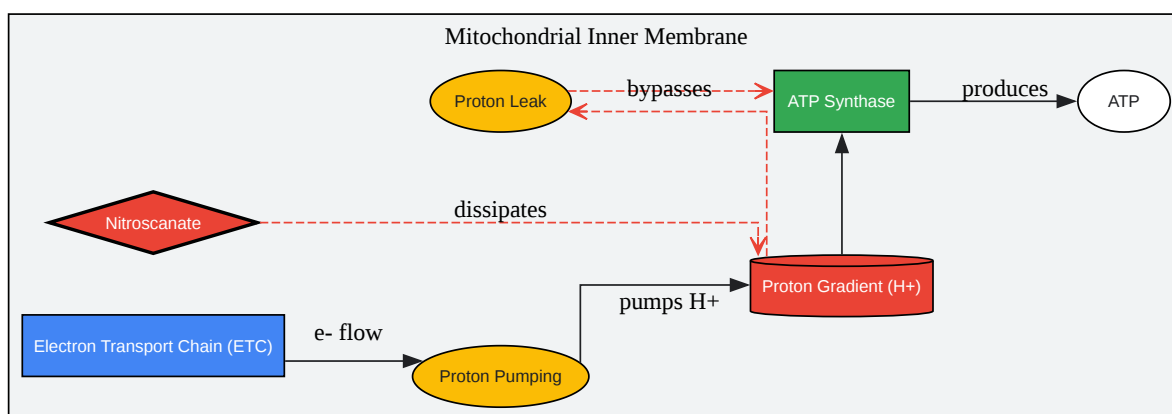 Mitochondrial Inner Membrane
Proton Leak
bypasses
ATP Synthase
produces
ATP
Nitroscanate
dissipates
Proton Gradient (H+)
pumps H+
Electron Transport Chain (ETC)
e- flow
Proton Pumping